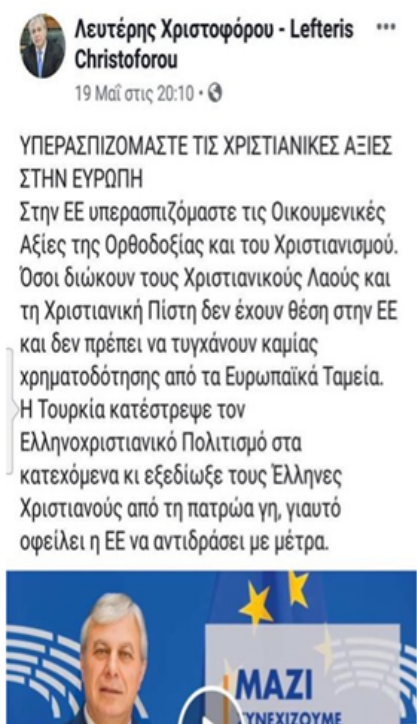 Λευτέρης Χριστοφόρου - Lefteris
Christoforou
19 Μαΐ στις 20:10 ·
ΥΠΕΡΑΣΠΙΖΟΜΑΣΤΕ ΤΙΣ ΧΡΙΣΤΙΑΝΙΚΕΣ ΑΞΙΕΣ
ΣΤΗΝ ΕΥΡΩΠΗ
Στην ΕΕ υπερασπιζόμαστε τις Οικουμενικές
Αξίες της Ορθοδοξίας και του Χριστιανισμού.
Όσοι διώκουν τους Χριστιανικούς Λαούς και
τη Χριστιανική Πίστη δεν έχουν θέση στην ΕΕ
και δεν πρέπει να τυγχάνουν καμίας
χρηματοδότησης από τα Ευρωπαϊκά Ταμεία.
Η Τουρκία κατέστρεψε τον
Ελληνοχριστιανικό Πολιτισμό στα
κατεχόμενα κι εξεδίωξε τους Έλληνες
Χριστιανούς από τη πατρώα γη, γιαυτό
οφείλει η ΕΕ να αντιδράσει με μέτρα.
ΜΑΖΙ
ΣΥΝΕΧΙΖΟΥΜΕ